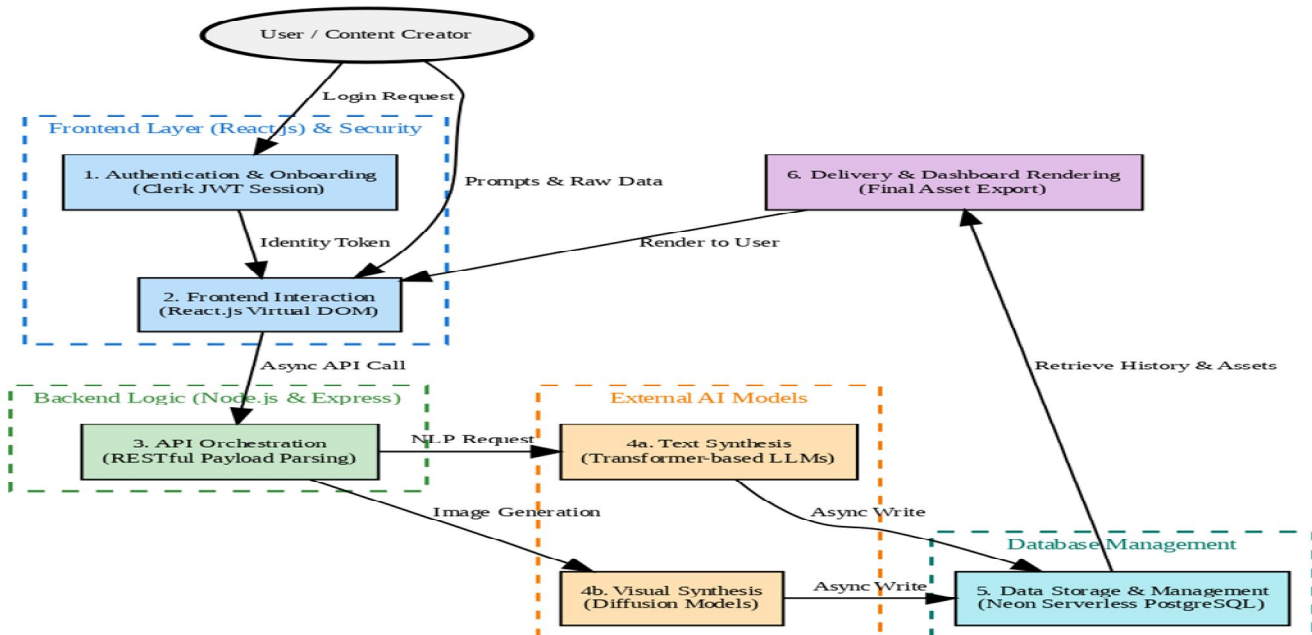 User / Content Creator
Login Request
Frontend Layer (React.js) & Security
1. Authentication & Onboarding
(Clerk JWT Session)
Prompts & Raw Data
6. Delivery & Dashboard Rendering
(Final Asset Export)
Identity Token
Render to User
2. Frontend Interaction
(React.js Virtual DOM)
Async API Call
Retrieve History & Assets
Backend Logic (Node.js & Express)
External AI Models
3. API Orchestration
(RESTful Payload Parsing)
NLP Request
4a. Text Synthesis
(Transformer-based LLMs)
Image Generation
Async Write
Database Management
4b. Visual Synthesis
(Diffusion Models)
Async Write
5. Data Storage & Management
(Neon Serverless PostgreSQL)